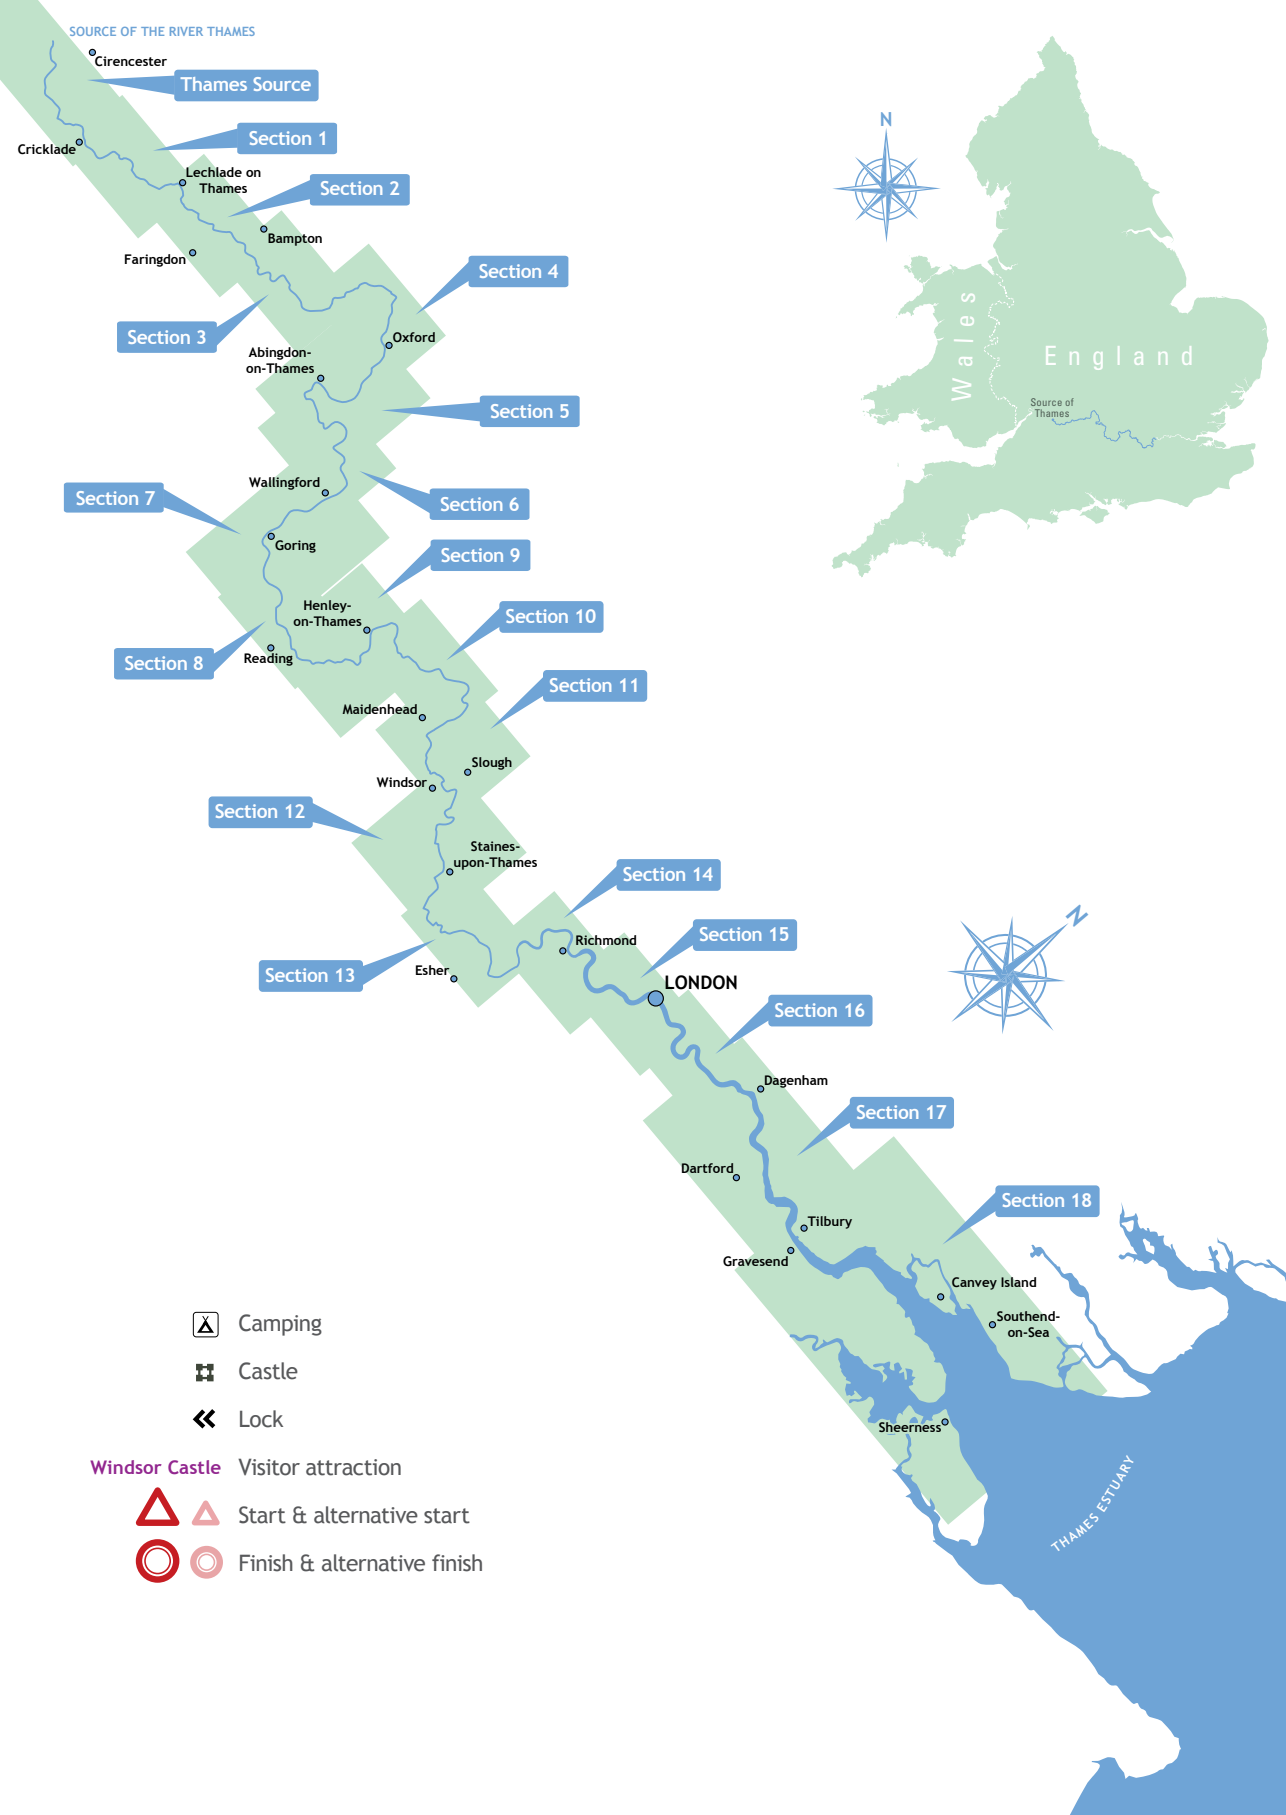 SOURCE OF THE RIVER THAMES
Cirencester
Thames Source
N
Section 1
Cricklade
Lechlade on
Thames
Section 2
Bampton
Faringdon
Section 4
Section 3
Oxford
Abingdon-
on-Thames
Wales
England
Source of
Thames
Section 5
Wallingford
Section 7
Section 6
Goring
Section 9
Henley-
on-Thames
Section 10
Section 8
Reading
Section 11
Maidenhead
Slough
Windsor
Section 12
Staines-
upon-Thames
Section 14
N
Richmond
Section 15
Section 13
Esher
LONDON
Section 16
Dagenham
Section 17
Dartford
Section 18
Tilbury
Gravesend
Canvey Island
Southend-
on-Sea
Sheerness
THAMES ESTUARY
Camping
Castle
Lock
Windsor Castle Visitor attraction
Start & alternative start
Finish & alternative finish